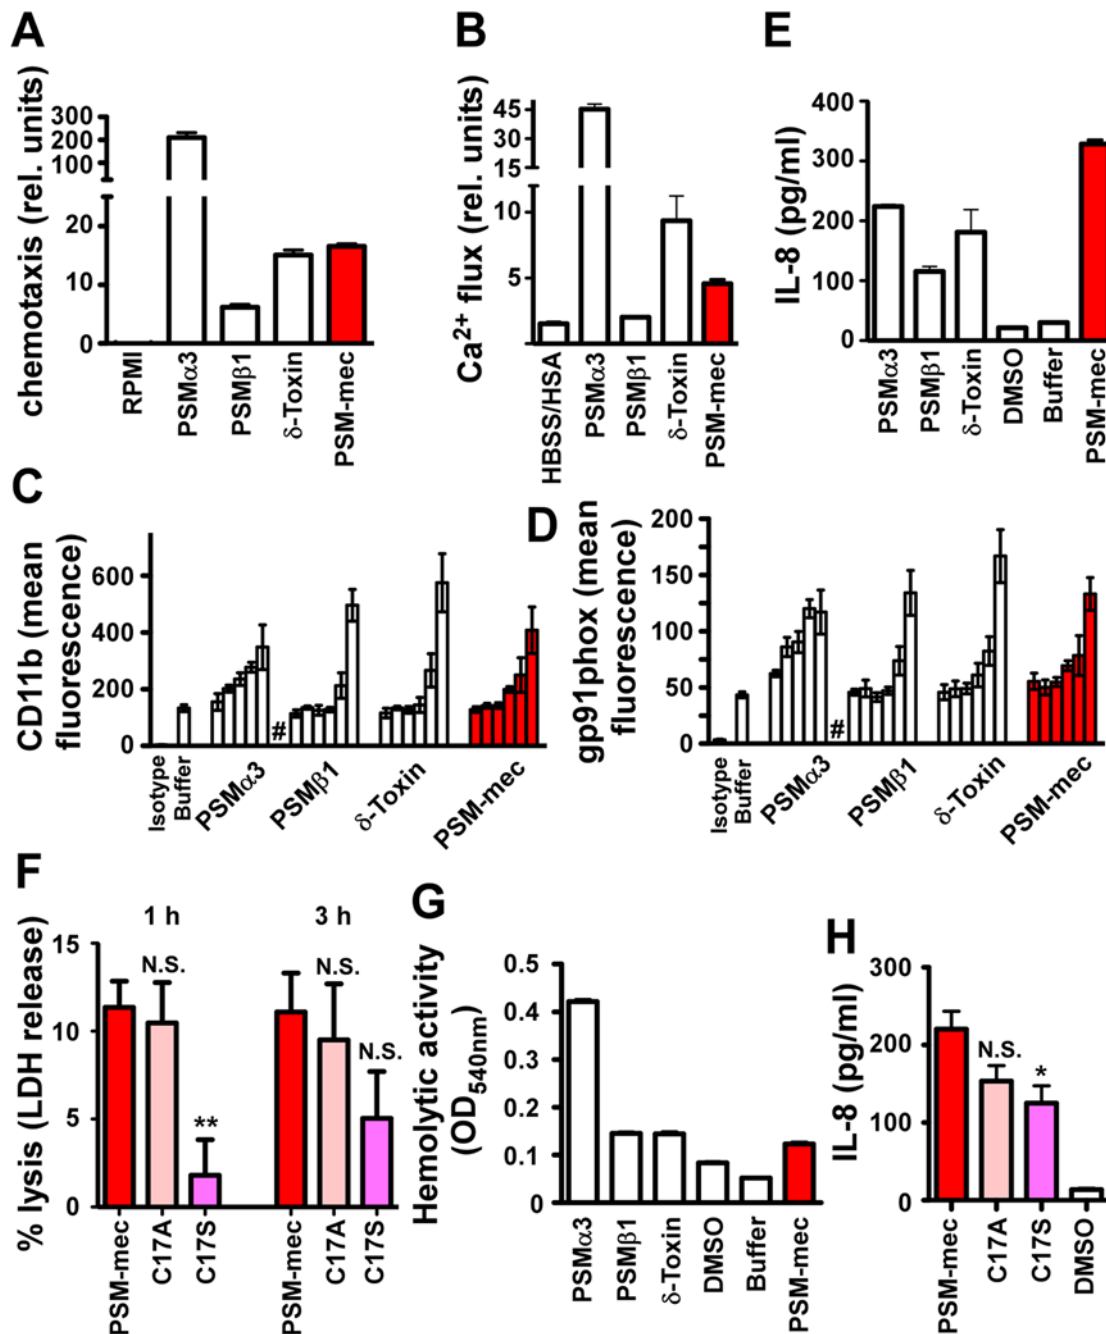 A
chemotaxis (rel. units)
300
200
100
20
10
0
RPMI
PSMα3
PSMβ1
δ-Toxin
PSM-mec
B
Ca²⁺ flux (rel. units)
45
30
15
10
5
HBSS/HSA
PSMα3
PSMβ1
δ-Toxin
PSM-mec
E
IL-8 (pg/ml)
400
300
200
100
0
PSMα3
PSMβ1
δ-Toxin
DMSO
Buffer
PSM-mec
C
CD11b (mean
fluorescence)
600
400
200
0
#
Isotype
Buffer
PSMα3
PSMβ1
δ-Toxin
PSM-mec
D
gp91phox (mean
fluorescence)
200
150
100
50
0
#
Isotype
Buffer
PSMα3
PSMβ1
δ-Toxin
PSM-mec
F
% lysis (LDH release)
1 h
3 h
15
10
5
0
N.S.
**
N.S.
N.S.
PSM-mec
C17A
C17S
PSM-mec
C17A
C17S
G
Hemolytic activity
(OD₅₄₀nm)
0.5
0.4
0.3
0.2
0.1
0
PSMα3
PSMβ1
δ-Toxin
DMSO
Buffer
PSM-mec
H
IL-8 (pg/ml)
300
200
100
0
N.S.
*
PSM-mec
C17A
C17S
DMSO